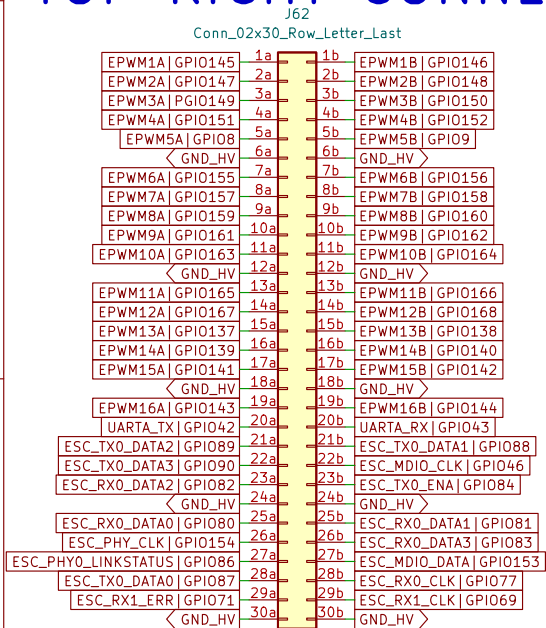 TOP RIGHT CONNE
J62
Conn_02x30_Row_Letter_Last
EPWM1A|GPIO145 1a 1b EPWM1B|GPIO146
EPWM2A|GPIO147 2a 2b EPWM2B|GPIO148
EPWM3A|PGIO149 3a 3b EPWM3B|GPIO150
EPWM4A|GPIO151 4a 4b EPWM4B|GPIO152
EPWM5A|GPIO8 5a 5b EPWM5B|GPIO9
GND_HV 6a 6b GND_HV
EPWM6A|GPIO155 7a 7b EPWM6B|GPIO156
EPWM7A|GPIO157 8a 8b EPWM7B|GPIO158
EPWM8A|GPIO159 9a 9b EPWM8B|GPIO160
EPWM9A|GPIO161 10a 10b EPWM9B|GPIO162
EPWM10A|GPIO163 11a 11b EPWM10B|GPIO164
GND_HV 12a 12b GND_HV
EPWM11A|GPIO165 13a 13b EPWM11B|GPIO166
EPWM12A|GPIO167 14a 14b EPWM12B|GPIO168
EPWM13A|GPIO137 15a 15b EPWM13B|GPIO138
EPWM14A|GPIO139 16a 16b EPWM14B|GPIO140
EPWM15A|GPIO141 17a 17b EPWM15B|GPIO142
GND_HV 18a 18b GND_HV
EPWM16A|GPIO143 19a 19b EPWM16B|GPIO144
UARTA_TX|GPIO42 20a 20b UARTA_RX|GPIO43
ESC_TX0_DATA2|GPIO89 21a 21b ESC_TX0_DATA1|GPIO88
ESC_TX0_DATA3|GPIO90 22a 22b ESC_MDIO_CLK|GPIO46
ESC_RX0_DATA2|GPIO82 23a 23b ESC_TX0_ENA|GPIO84
GND_HV 24a 24b GND_HV
ESC_RX0_DATA0|GPIO80 25a 25b ESC_RX0_DATA1|GPIO81
ESC_PHY_CLK|GPIO154 26a 26b ESC_RX0_DATA3|GPIO83
ESC_PHY0_LINKSTATUS|GPIO86 27a 27b ESC_MDIO_DATA|GPIO153
ESC_TX0_DATA0|GPIO87 28a 28b ESC_RX0_CLK|GPIO77
ESC_RX1_ERR|GPIO71 29a 29b ESC_RX1_CLK|GPIO69
GND_HV 30a 30b GND_HV